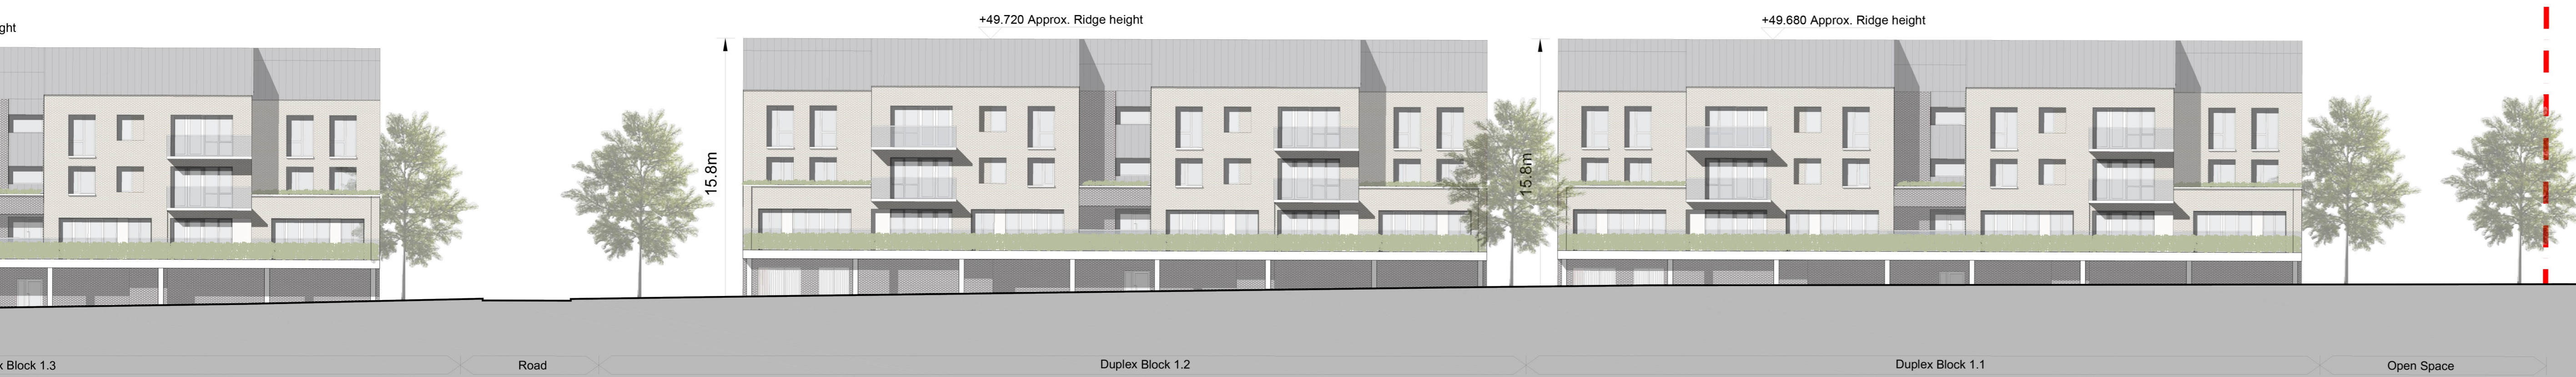 ght
+49.720 Approx. Ridge height
+49.680 Approx. Ridge height
15.8m
15.8m
x Block 1.3
Road
Duplex Block 1.2
Duplex Block 1.1
Open Space